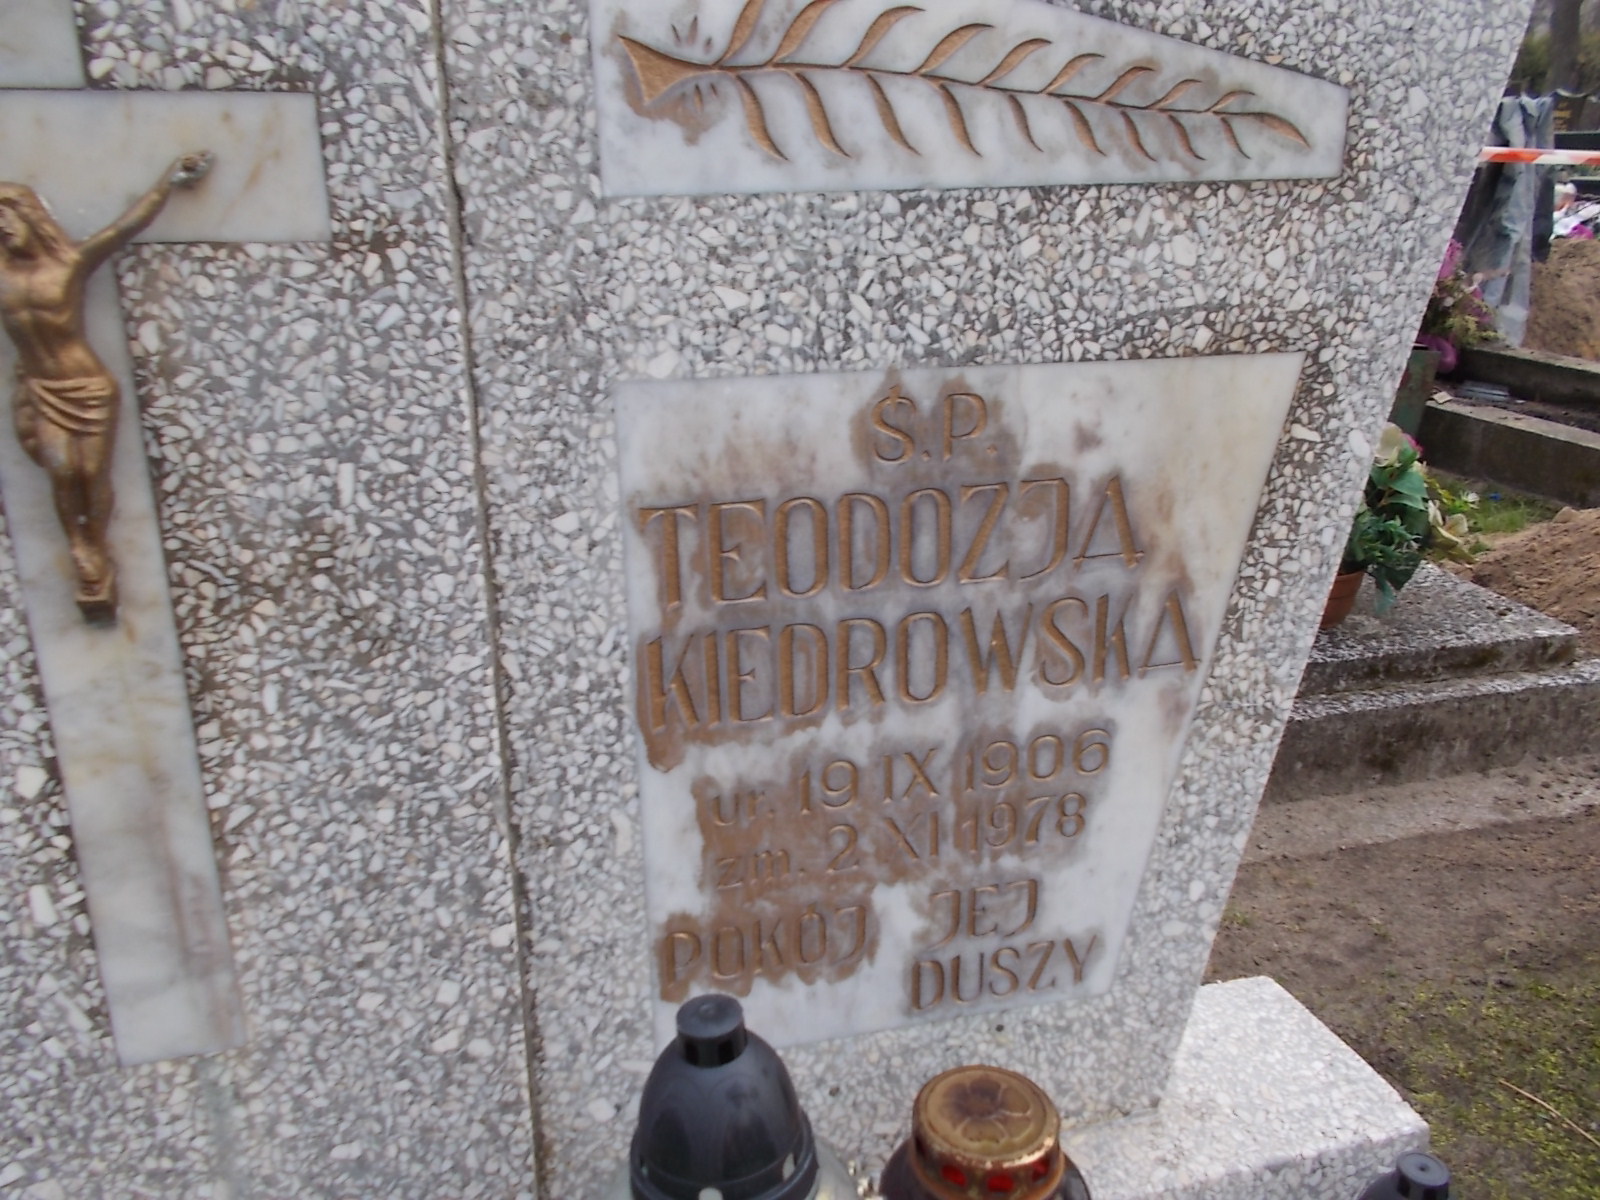 Ś.P.
TEODOZJA
KIEDROWSKA
ur. 19 IX 1906
zm. 2 XI 1978
POKÓJ JEJ
DUSZY